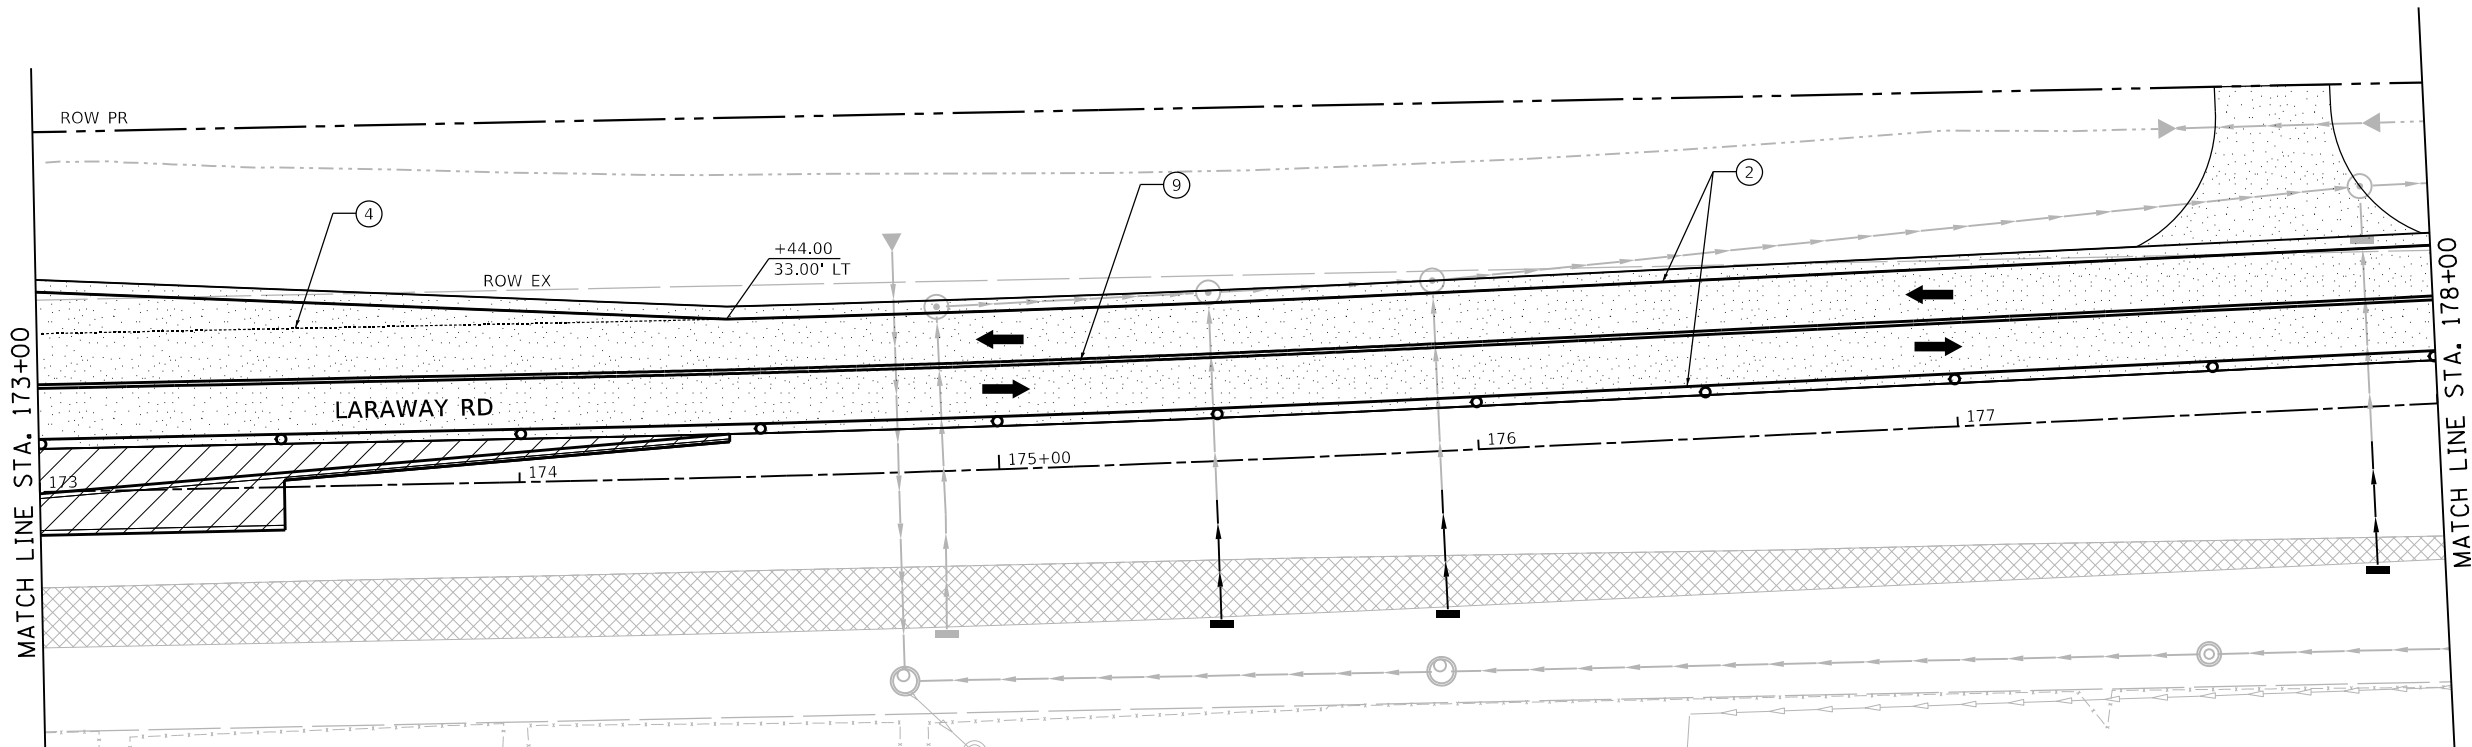 ROW PR
4
9
2
+44.00
33.00' LT
ROW EX
LARAWAY RD
173
174
175+00
176
177
MATCH LINE STA. 173+00
MATCH LINE STA. 178+00